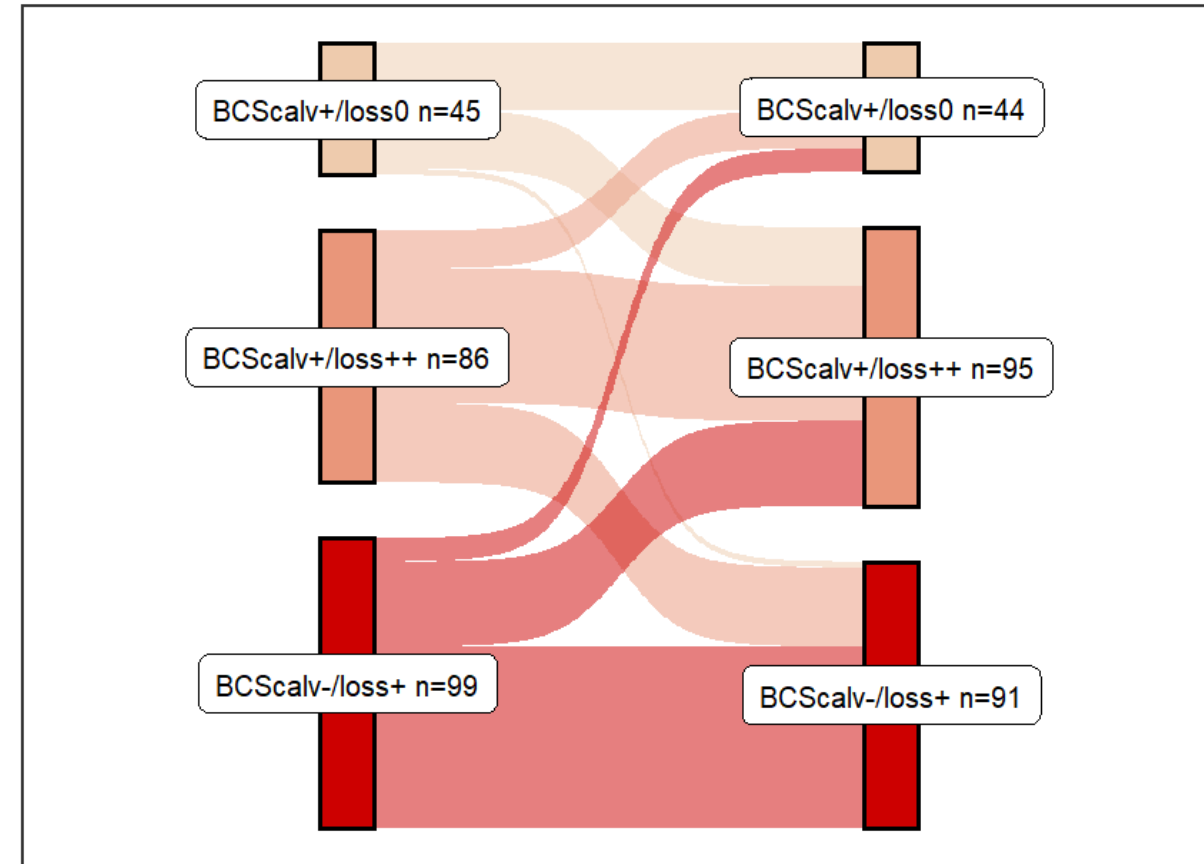 BCScalv+/loss0 n=45
BCScalv+/loss0 n=44
BCScalv+/loss++ n=86
BCScalv+/loss++ n=95
BCScalv-/loss+ n=99
BCScalv-/loss+ n=91